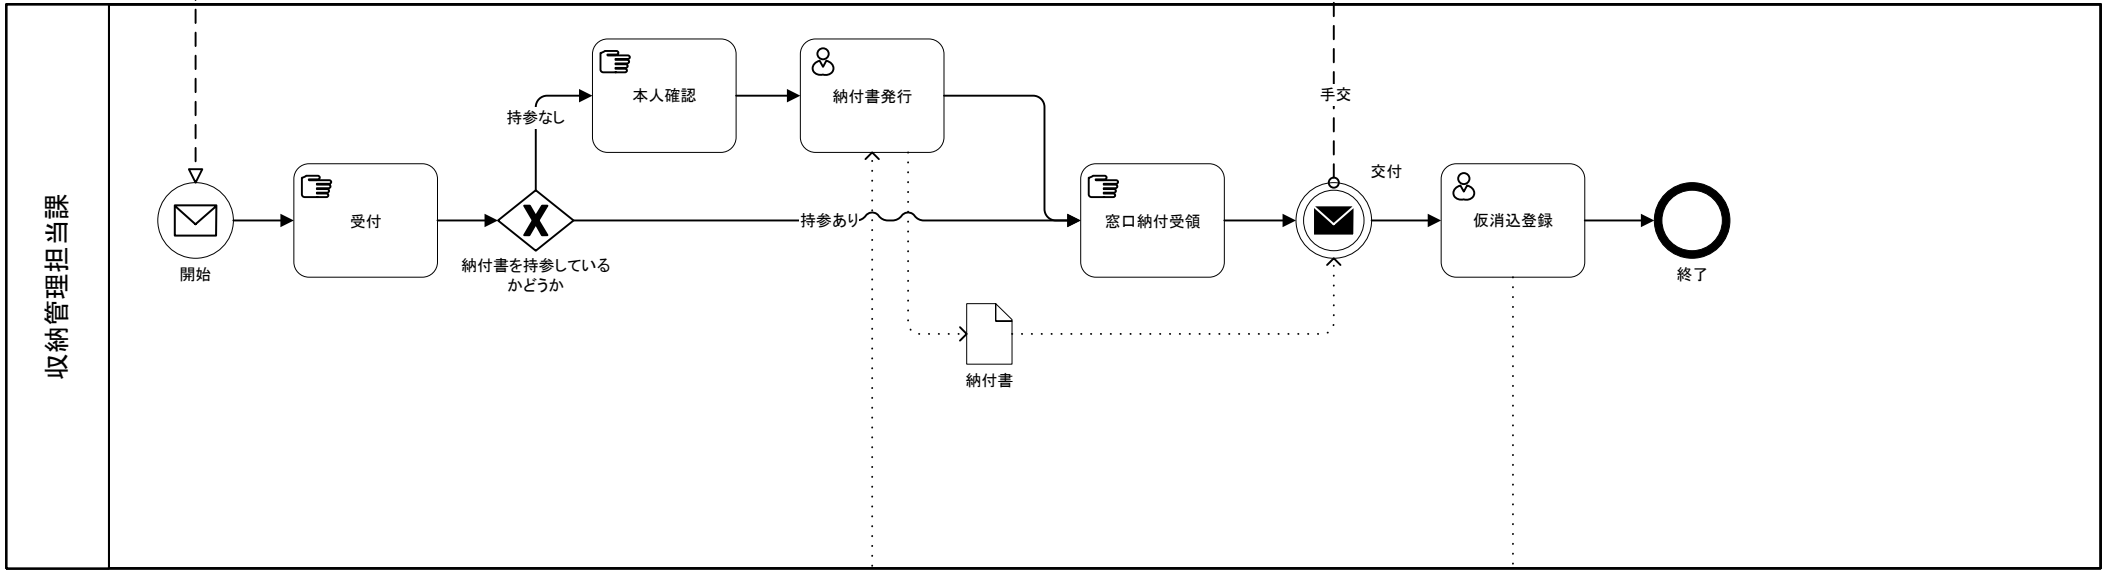 収納管理担当課
開始
受付
納付書を持参している
かどうか
持参なし
本人確認
納付書発行
持参あり
納付書
窓口納付受領
手交
交付
仮消込登録
終了